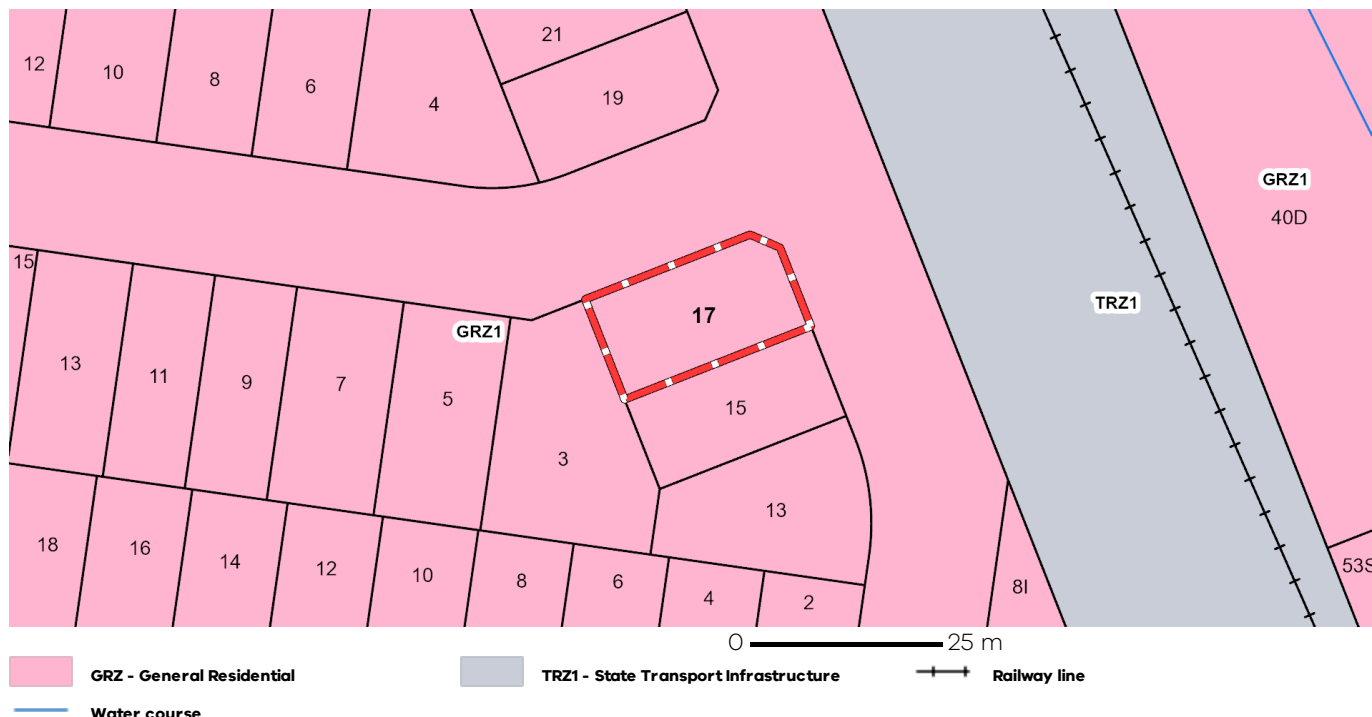 21
12
10
8
6
4
19
GRZ1
40D
15
TRZ1
17
GRZ1
13
11
9
7
5
15
3
13
18
16
14
12
10
8
6
4
2
8I
53S
0 25 m
GRZ - General Residential
TRZ1 - State Transport Infrastructure
Railway line
Water course